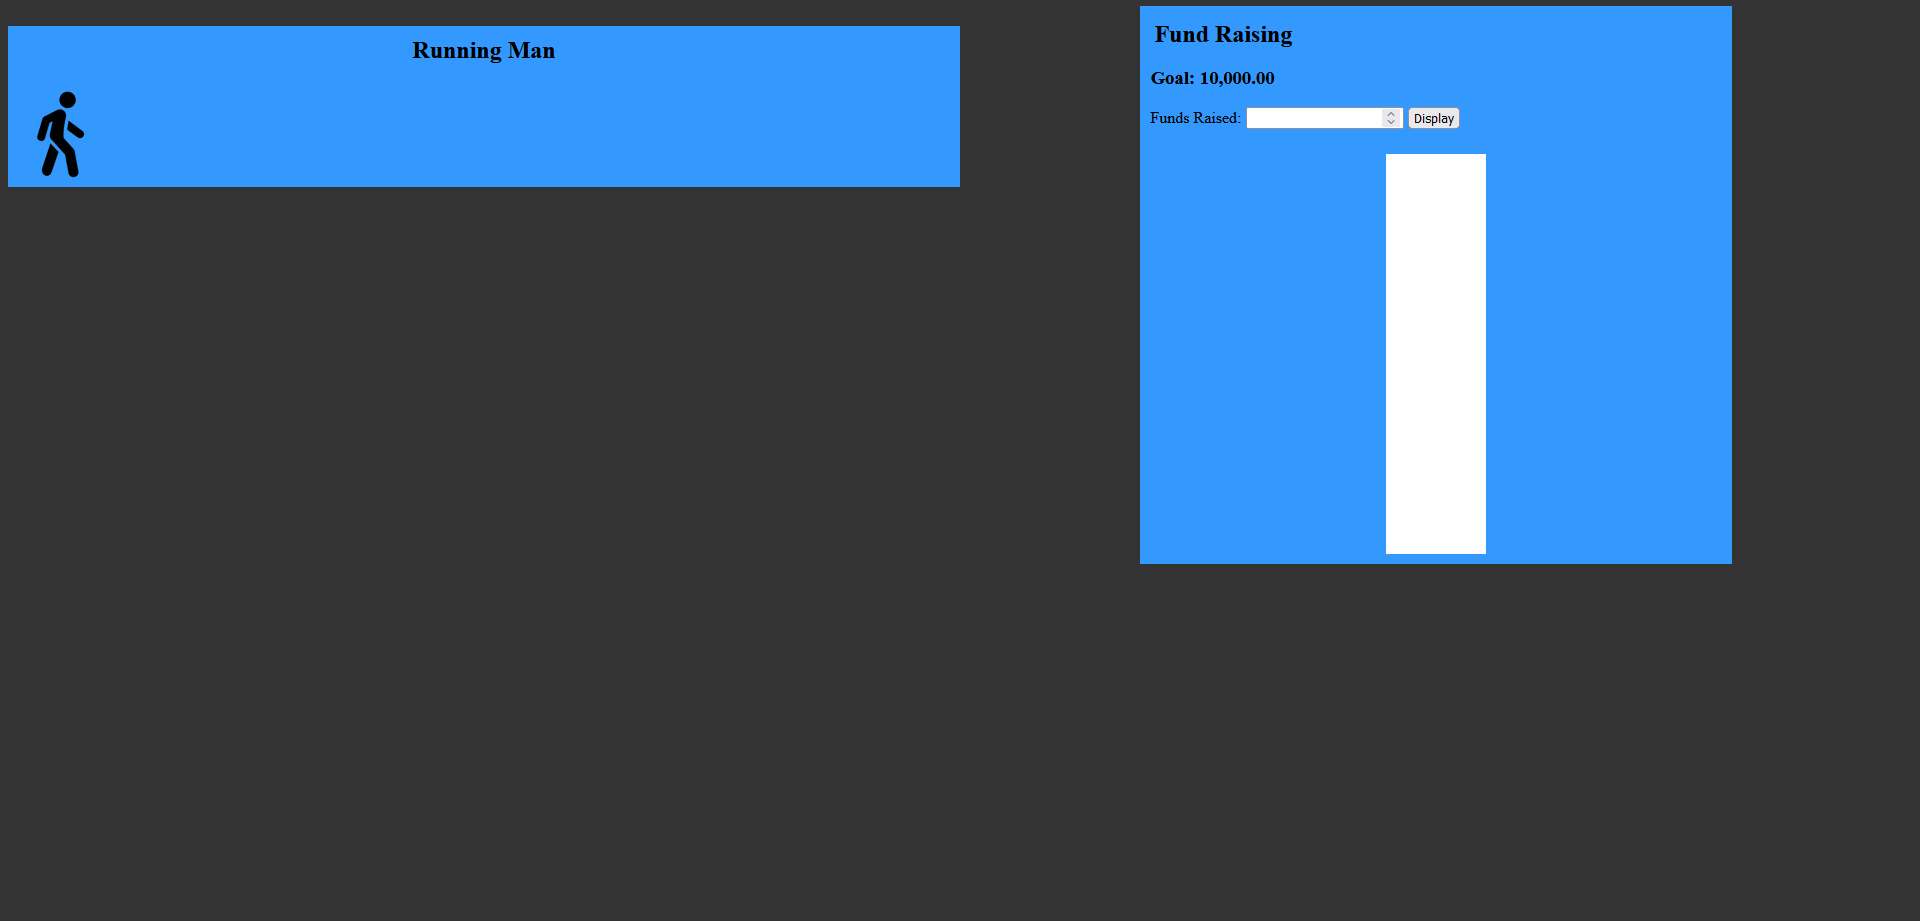 Running Man
Fund Raising
Goal: 10,000.00
Funds Raised:
Display